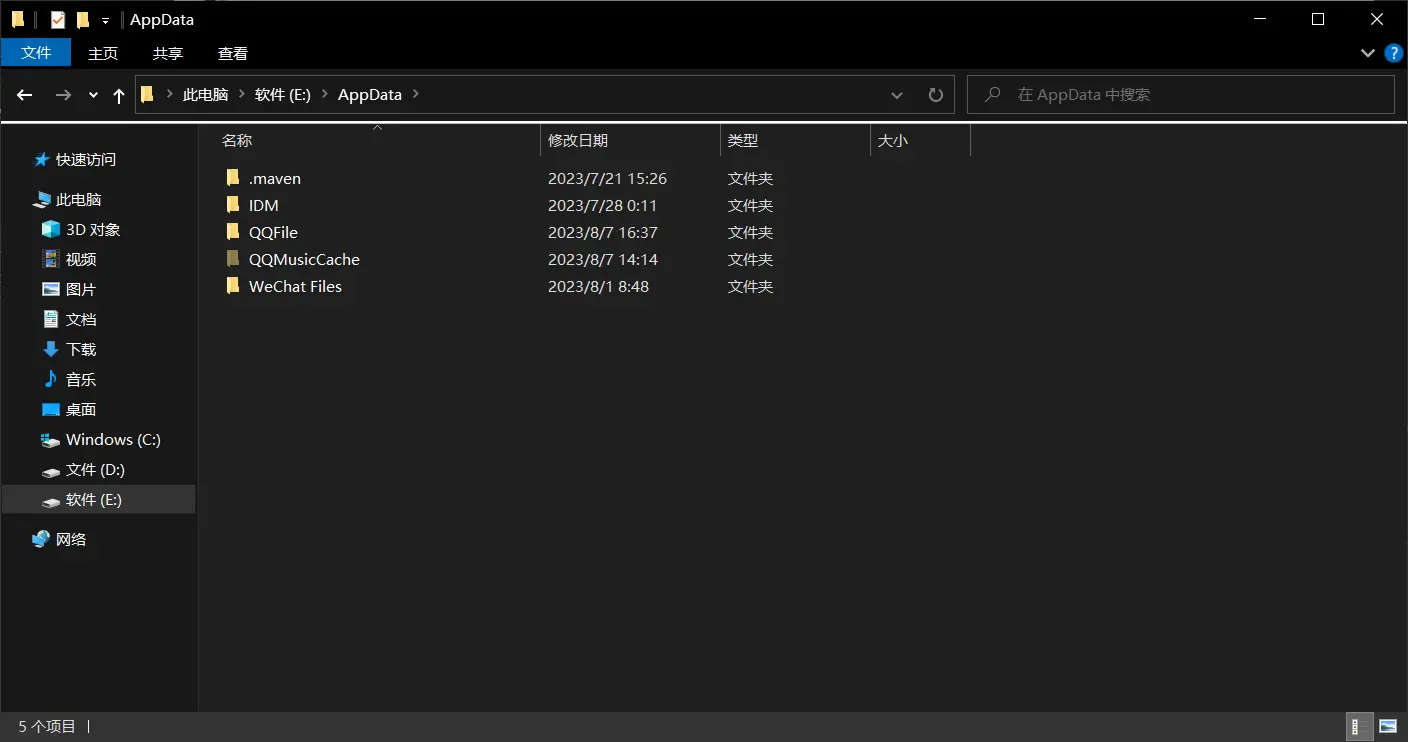 AppData
文件 主页 共享 查看 ?
此电脑 软件 (E:) AppData 在 AppData 中搜索
名称 修改日期 类型 大小
快速访问
此电脑
3D 对象
视频
图片
文档
下载
音乐
桌面
Windows (C:)
文件 (D:)
软件 (E:)
网络
.maven 2023/7/21 15:26 文件夹
IDM 2023/7/28 0:11 文件夹
QQFile 2023/8/7 16:37 文件夹
QQMusicCache 2023/8/7 14:14 文件夹
WeChat Files 2023/8/1 8:48 文件夹
5 个项目